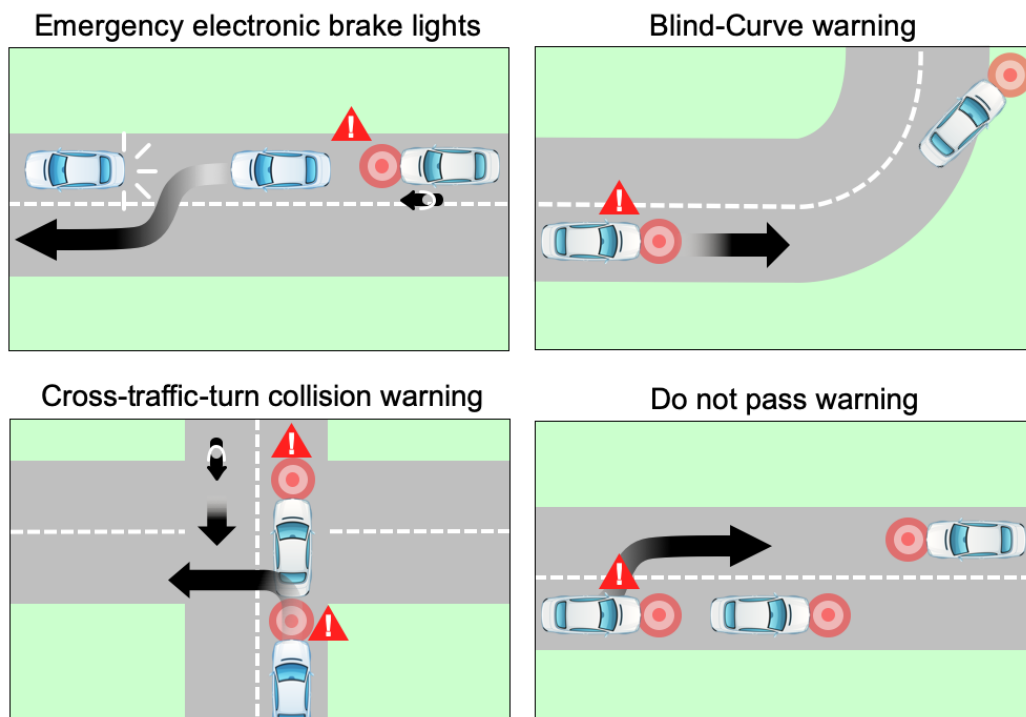 Emergency electronic brake lights
Blind-Curve warning
!
!
Cross-traffic-turn collision warning
Do not pass warning
!
!
!